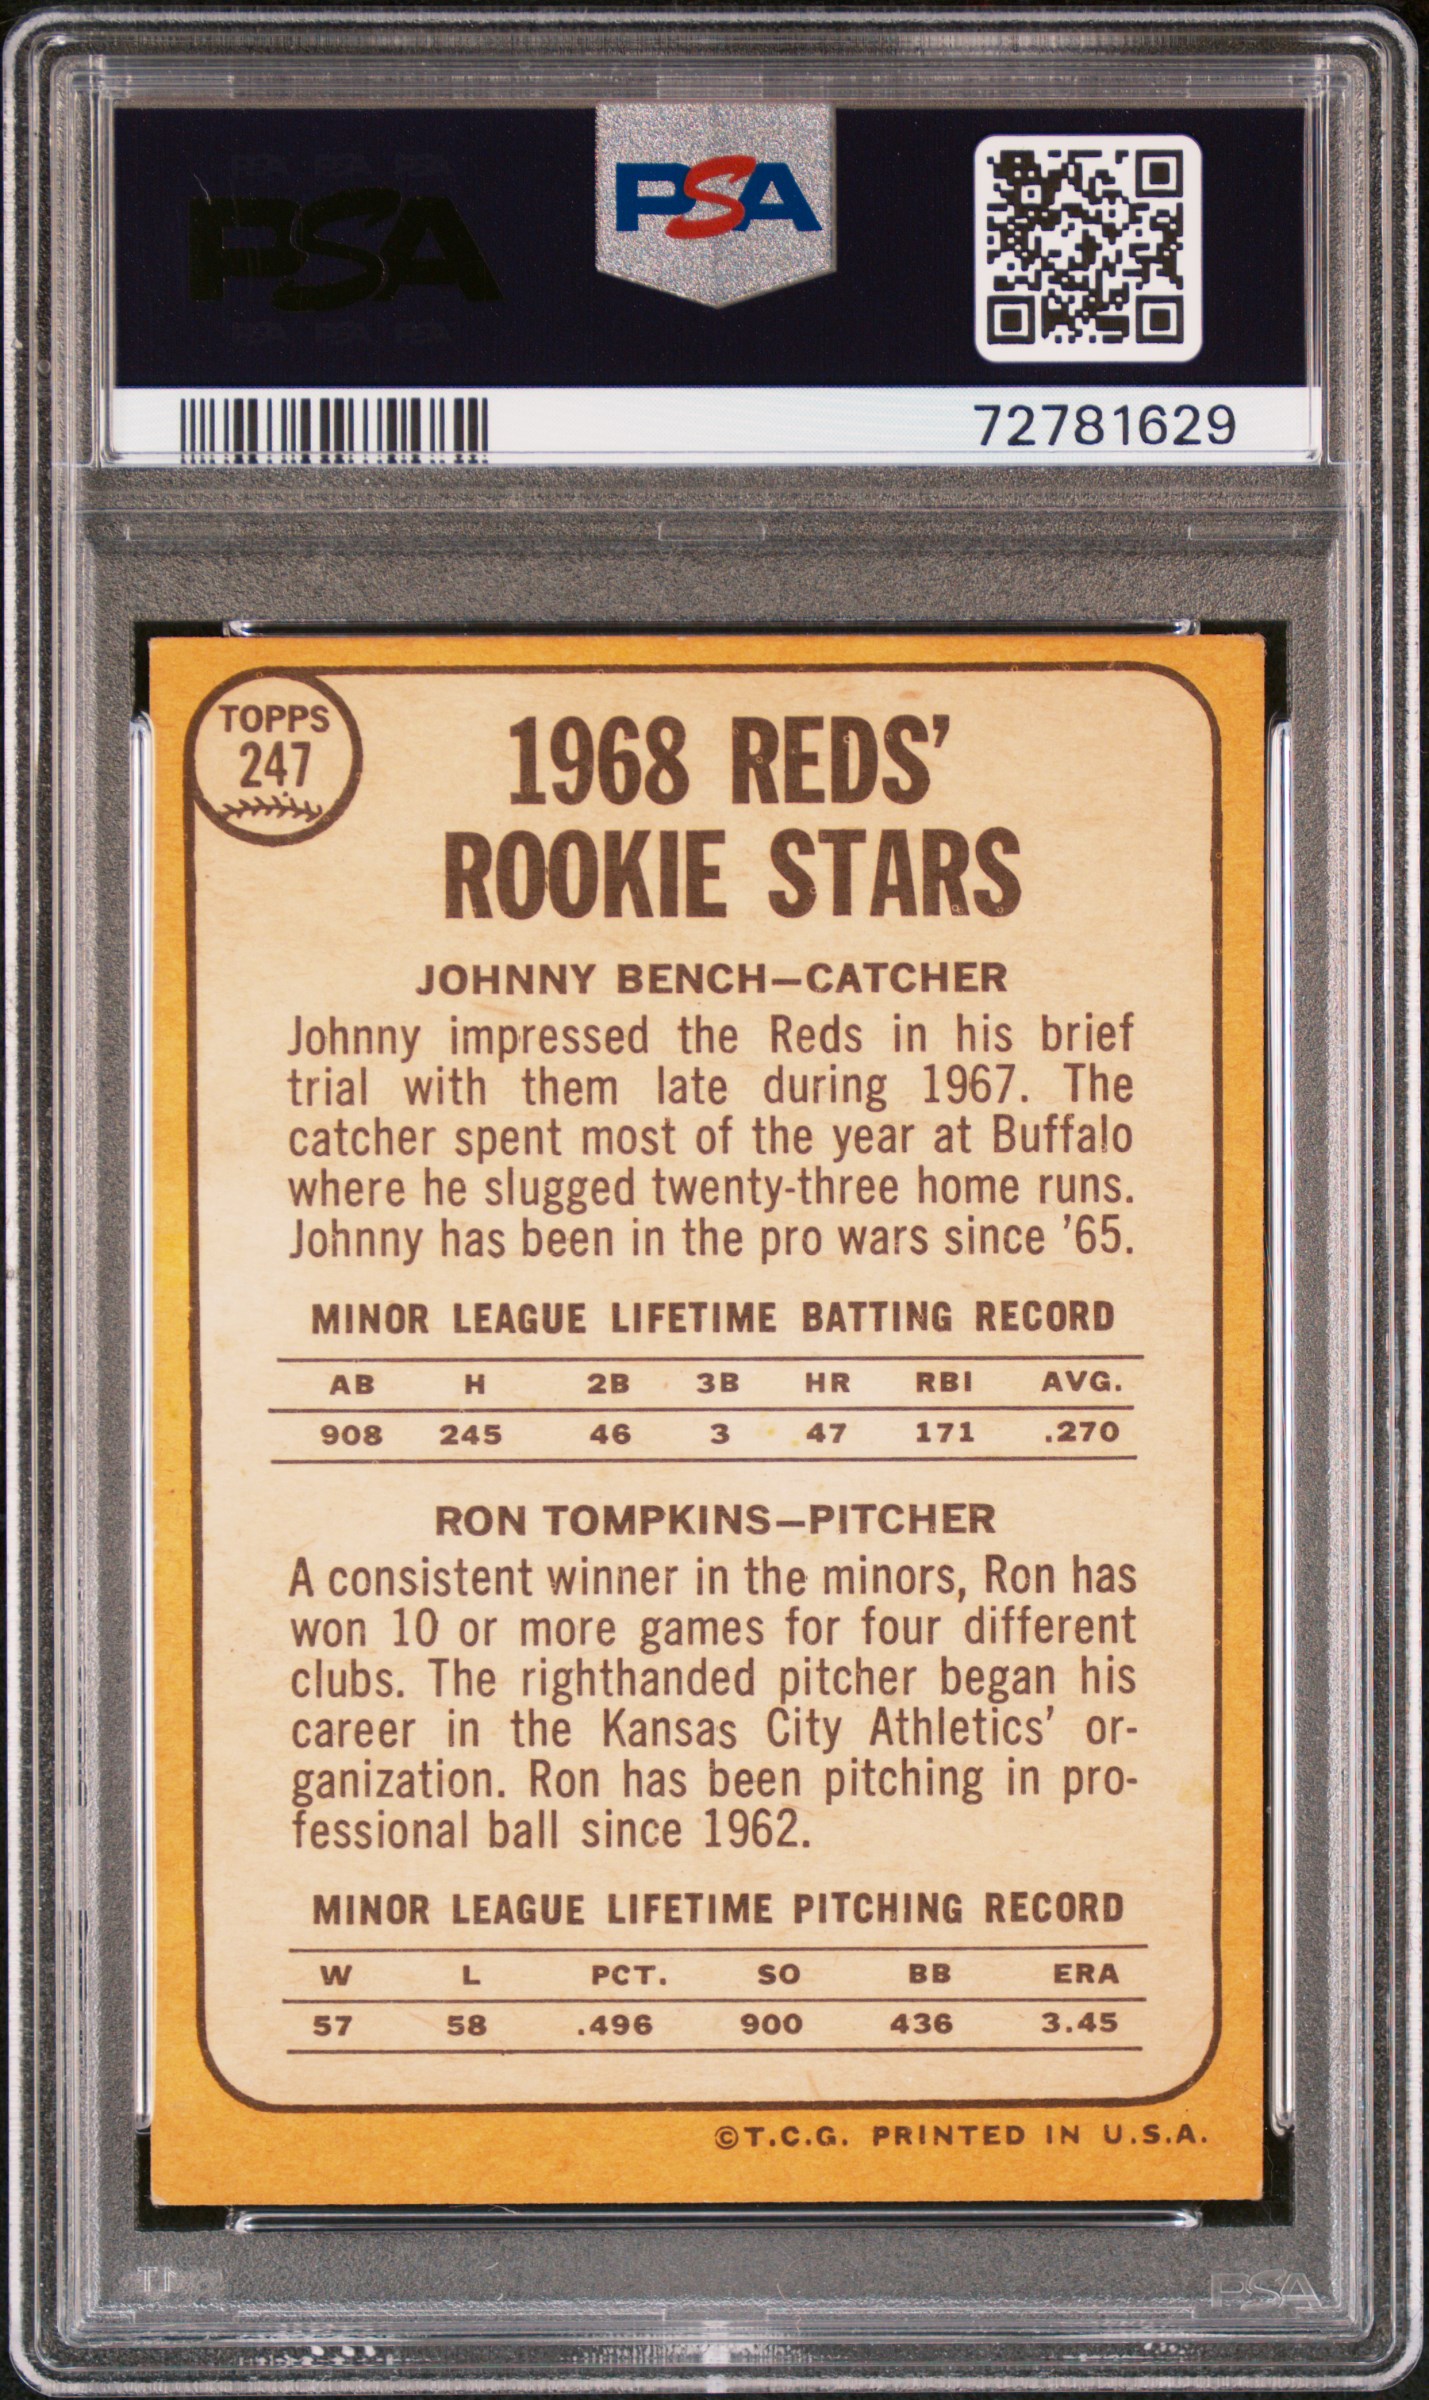 PSA
PSA
72781629
TOPPS
247
1968 REDS'
ROOKIE STARS
JOHNNY BENCH—CATCHER
Johnny impressed the Reds in his brief
trial with them late during 1967. The
catcher spent most of the year at Buffalo
where he slugged twenty-three home runs.
Johnny has been in the pro wars since '65.
MINOR LEAGUE LIFETIME BATTING RECORD
AB H 2B 3B HR RBI AVG.
908 245 46 3 47 171 .270
RON TOMPKINS—PITCHER
A consistent winner in the minors, Ron has
won 10 or more games for four different
clubs. The righthanded pitcher began his
career in the Kansas City Athletics' or-
ganization. Ron has been pitching in pro-
fessional ball since 1962.
MINOR LEAGUE LIFETIME PITCHING RECORD
W L PCT. SO BB ERA
57 58 .496 900 436 3.45
©T.C.G. PRINTED IN U.S.A.
PSA